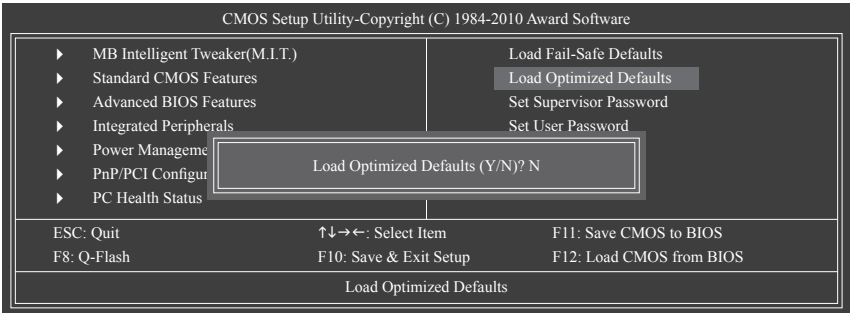 CMOS Setup Utility-Copyright (C) 1984-2010 Award Software
MB Intelligent Tweaker(M.I.T.)
Standard CMOS Features
Advanced BIOS Features
Integrated Peripherals
Power Manageme
PnP/PCI Configur
PC Health Status
Load Fail-Safe Defaults
Load Optimized Defaults
Set Supervisor Password
Set User Password
Load Optimized Defaults (Y/N)? N
ESC: Quit ↑↓→←: Select Item F11: Save CMOS to BIOS
F8: Q-Flash F10: Save & Exit Setup F12: Load CMOS from BIOS
Load Optimized Defaults